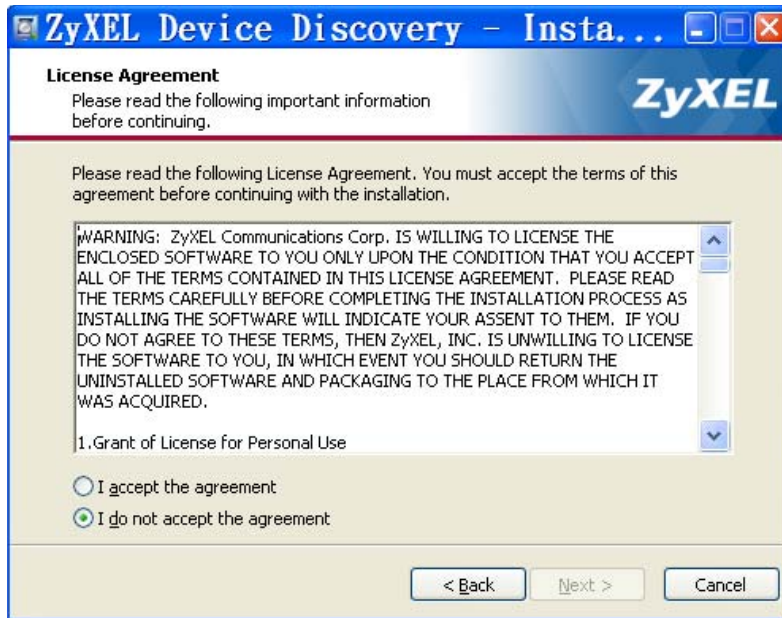 ZyXEL Device Discovery - Insta...
License Agreement
Please read the following important information
before continuing.
ZyXEL
Please read the following License Agreement. You must accept the terms of this
agreement before continuing with the installation.
WARNING:  ZyXEL Communications Corp. IS WILLING TO LICENSE THE
ENCLOSED SOFTWARE TO YOU ONLY UPON THE CONDITION THAT YOU ACCEPT
ALL OF THE TERMS CONTAINED IN THIS LICENSE AGREEMENT.  PLEASE READ
THE TERMS CAREFULLY BEFORE COMPLETING THE INSTALLATION PROCESS AS
INSTALLING THE SOFTWARE WILL INDICATE YOUR ASSENT TO THEM.  IF YOU
DO NOT AGREE TO THESE TERMS, THEN ZyXEL, INC. IS UNWILLING TO LICENSE
THE SOFTWARE TO YOU, IN WHICH EVENT YOU SHOULD RETURN THE
UNINSTALLED SOFTWARE AND PACKAGING TO THE PLACE FROM WHICH IT
WAS ACQUIRED.
1.Grant of License for Personal Use
I accept the agreement
I do not accept the agreement
< Back
Next >
Cancel